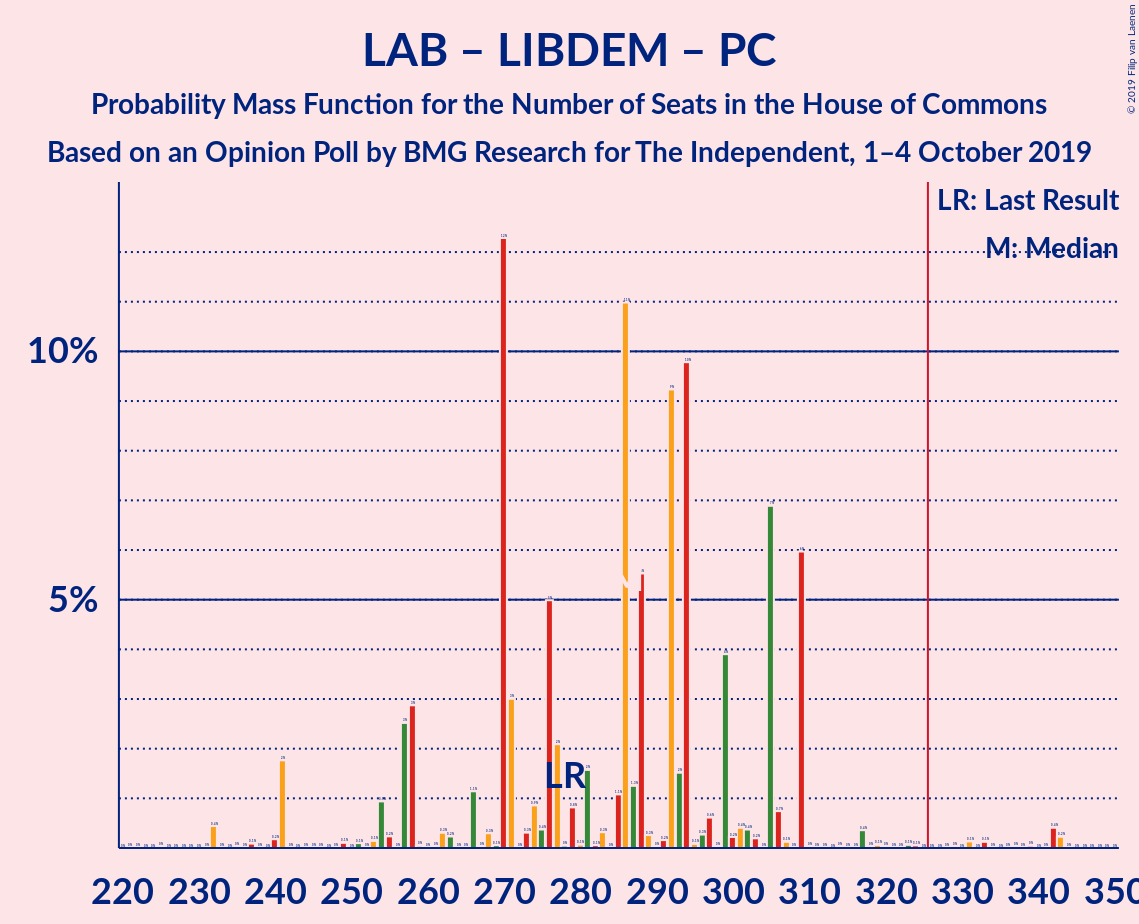 LAB – LIBDEM – PC
Probability Mass Function for the Number of Seats in the House of Commons
Based on an Opinion Poll by BMG Research for The Independent, 1–4 October 2019
© 2019 Filip van Laenen
LR: Last Result
M: Median
10%
5%
LR
220 230 240 250 260 270 280 290 300 310 320 330 340 350